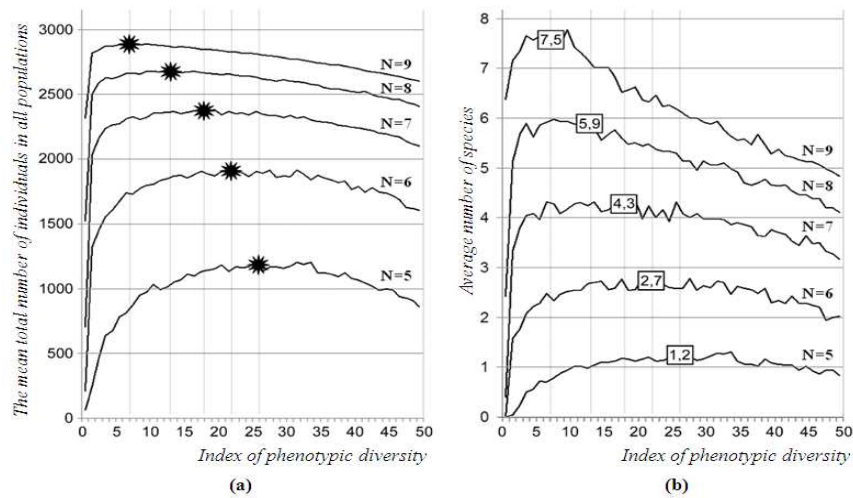 The mean total number of individuals in all populations
3000
2500
2000
1500
1000
500
0
N=9
N=8
N=7
N=6
N=5
0 5 10 15 20 25 30 35 40 45 50
Index of phenotypic diversity
(a)
Average number of species
8
7
6
5
4
3
2
1
0
7,5
5,9
4,3
2,7
1,2
N=9
N=8
N=7
N=6
N=5
0 5 10 15 20 25 30 35 40 45 50
Index of phenotypic diversity
(b)